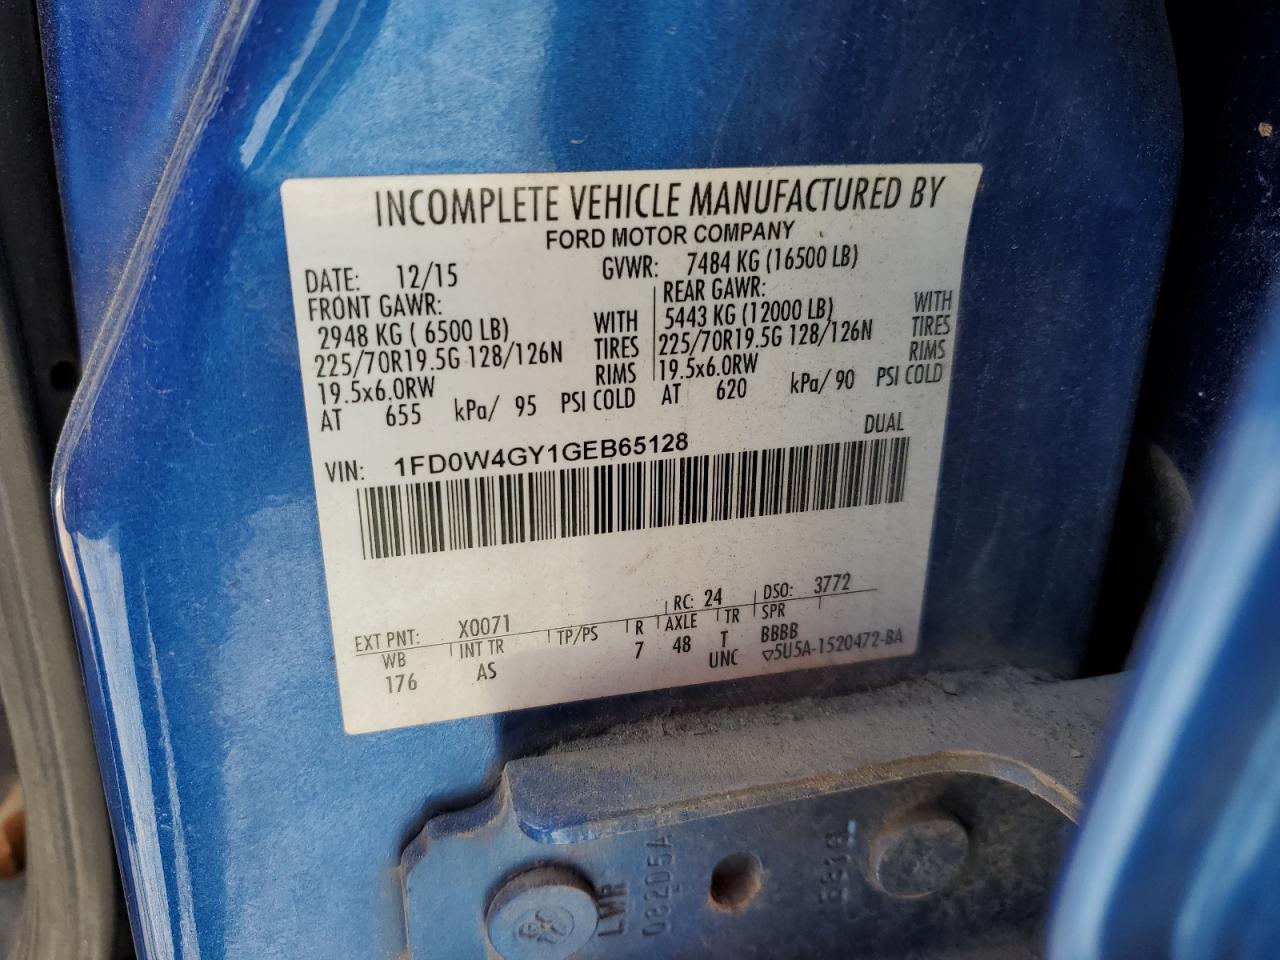 INCOMPLETE VEHICLE MANUFACTURED BY
FORD MOTOR COMPANY
DATE: 12/15 GVWR: 7484 KG (16500 LB)
FRONT GAWR: REAR GAWR:
2948 KG ( 6500 LB) WITH 5443 KG (12000 LB) WITH
225/70R19.5G 128/126N TIRES 225/70R19.5G 128/126N TIRES
19.5x6.0RW RIMS 19.5x6.0RW RIMS
AT 655 kPa/ 95 PSI COLD AT 620 kPa/ 90 PSI COLD
DUAL
VIN: 1FD0W4GY1GEB65128
EXT PNT: X0071 RC: 24 DSO: 3772
WB INT TR TP/PS R AXLE TR SPR
176 AS 7 48 T BBBB
UNC ▽5U5A-1520472-BA
LWR
08205A